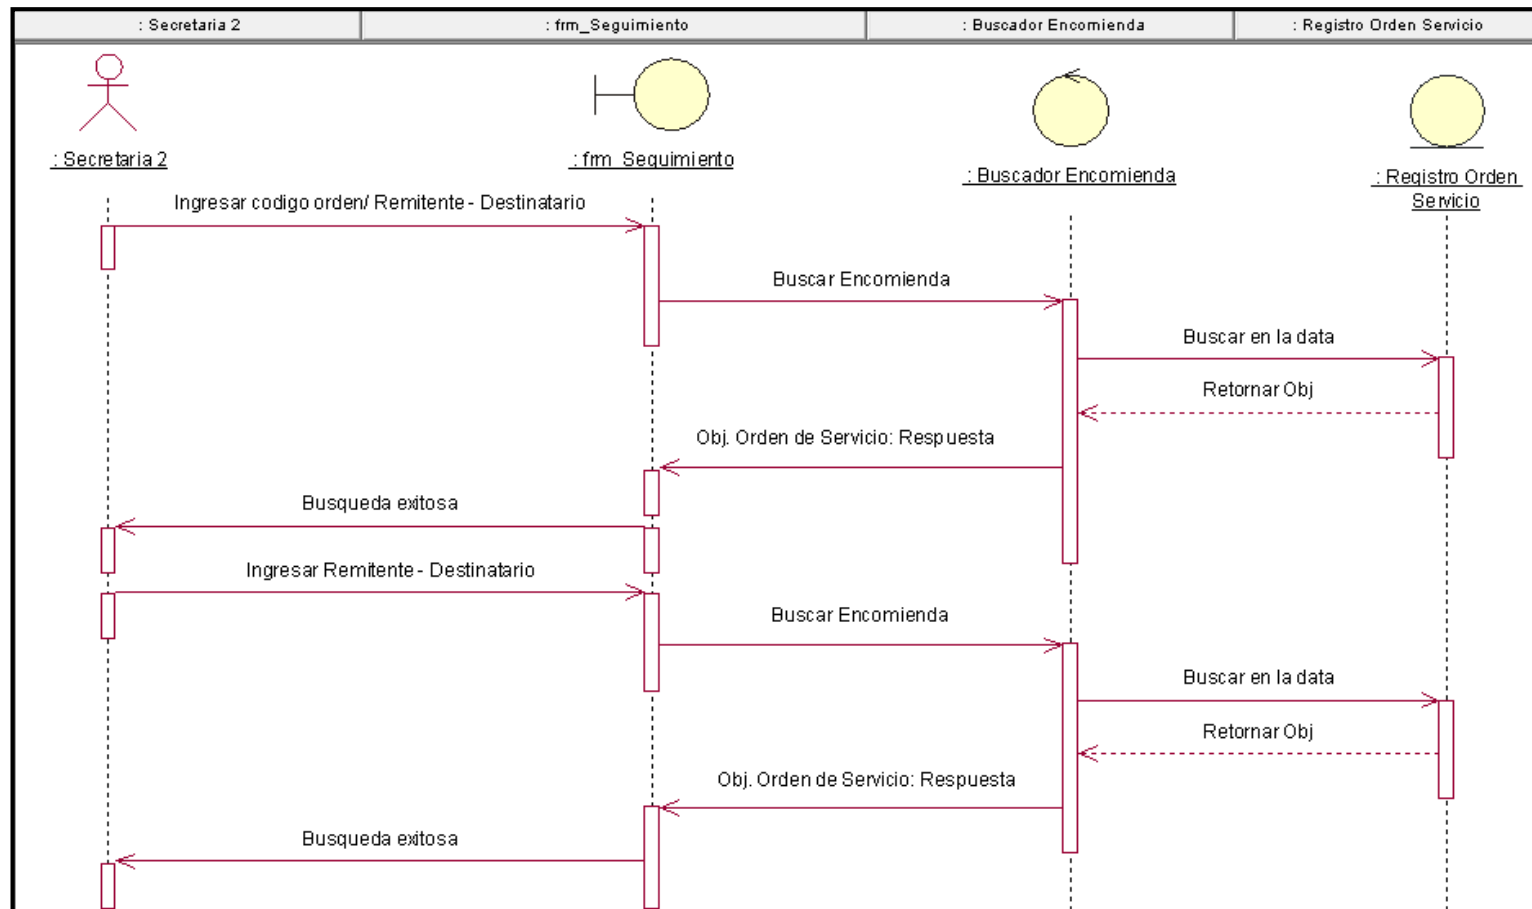 : Secretaria 2
: frm_Seguimiento
: Buscador Encomienda
: Registro Orden Servicio
: Secretaria 2
: frm_Seguimiento
: Buscador Encomienda
: Registro Orden
Servicio
Ingresar codigo orden/ Remitente - Destinatario
Buscar Encomienda
Buscar en la data
Retornar Obj
Obj. Orden de Servicio: Respuesta
Busqueda exitosa
Ingresar Remitente - Destinatario
Buscar Encomienda
Buscar en la data
Retornar Obj
Obj. Orden de Servicio: Respuesta
Busqueda exitosa